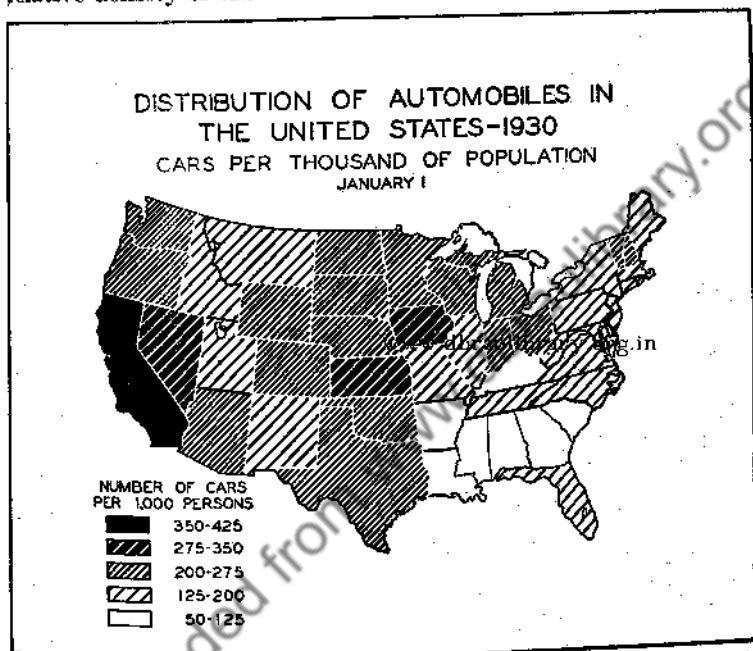 DISTRIBUTION OF AUTOMOBILES IN
THE UNITED STATES-1930
CARS PER THOUSAND OF POPULATION
JANUARY 1
NUMBER OF CARS
PER 1,000 PERSONS
350-425
275-350
200-275
125-200
50-125